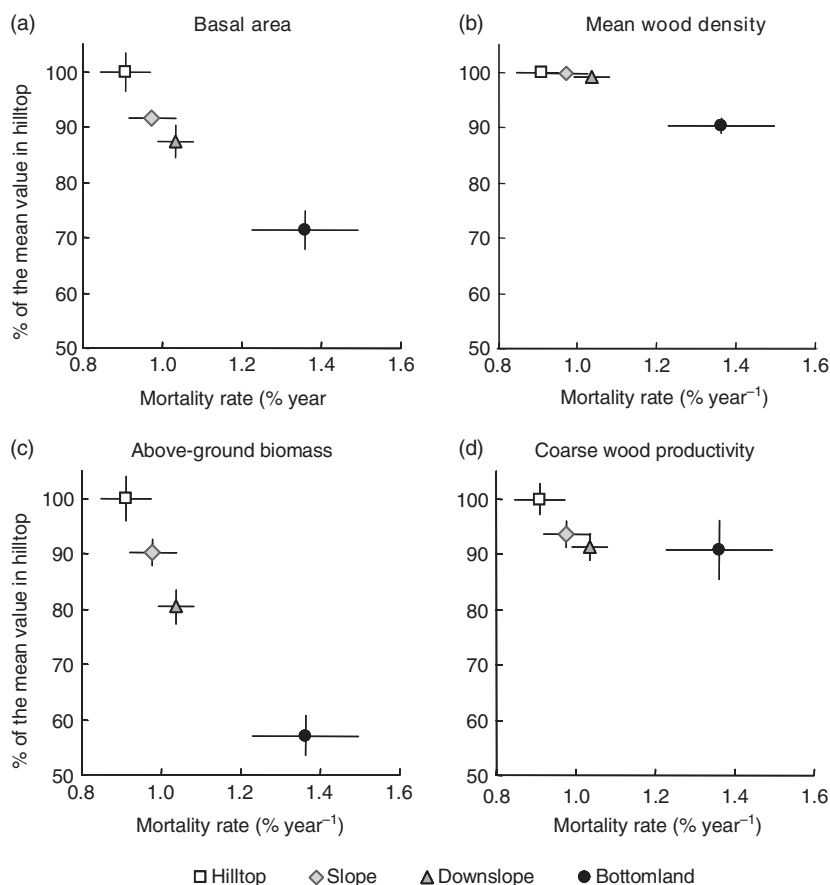 (a) Basal area
% of the mean value in hilltop
100
90
80
70
60
50
0.8 1.0 1.2 1.4 1.6
Mortality rate (% year
(b) Mean wood density
100
90
80
70
60
50
0.8 1.0 1.2 1.4 1.6
Mortality rate (% year⁻¹)
(c) Above-ground biomass
% of the mean value in hilltop
100
90
80
70
60
50
0.8 1.0 1.2 1.4 1.6
Mortality rate (% year⁻¹)
(d) Coarse wood productivity
100
90
80
70
60
50
0.8 1.0 1.2 1.4 1.6
Mortality rate (% year⁻¹)
Hilltop Slope Downslope Bottomland